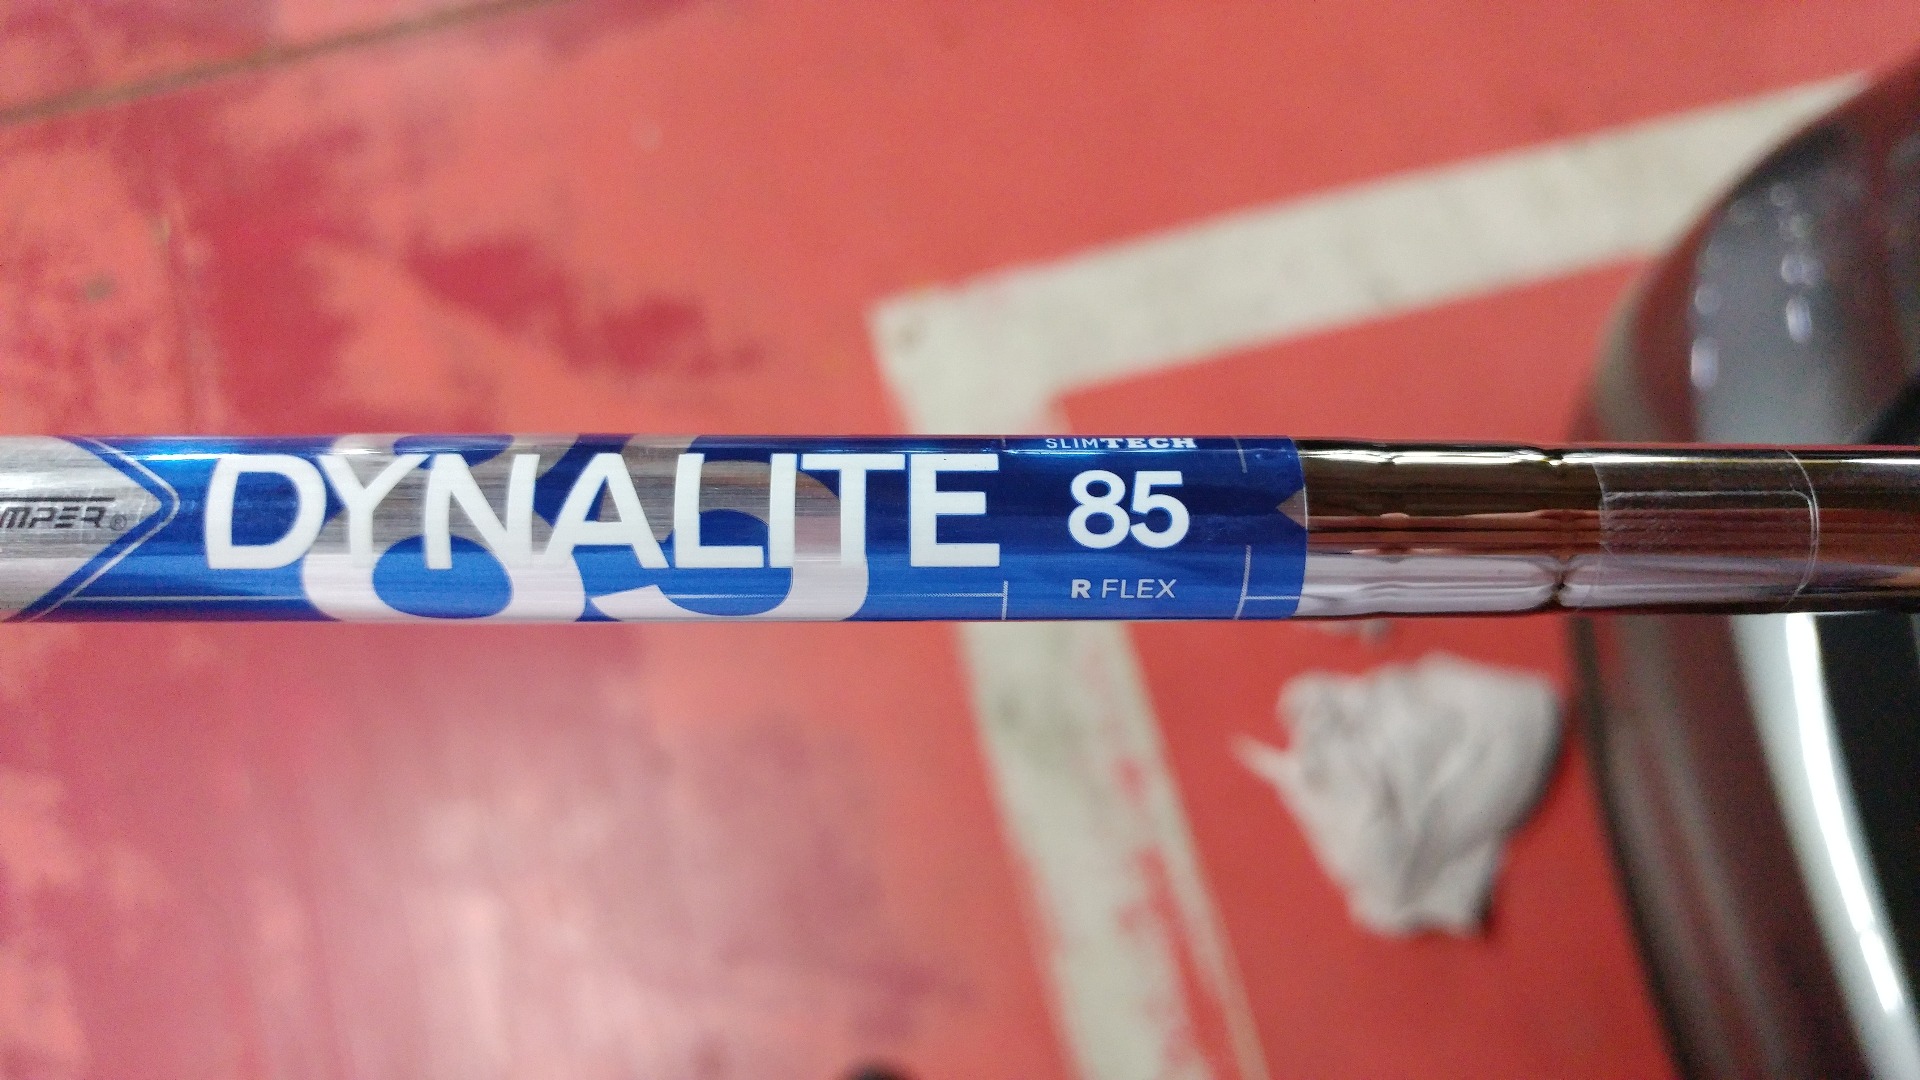 DYNALITE
SLIMTECH
85
R FLEX